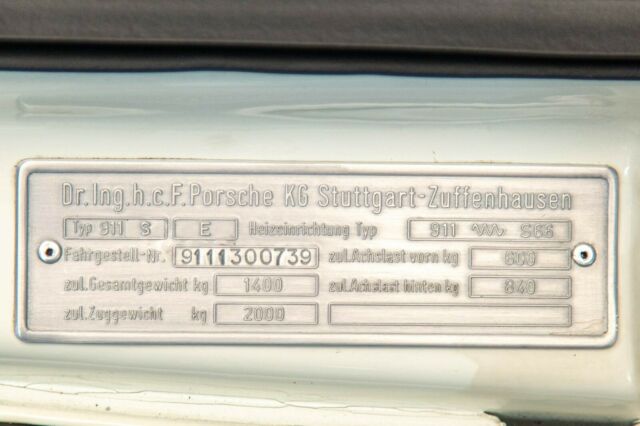 Dr.Ing.h.c.F.Porsche KG Stuttgart-Zuffenhausen
Typ 911 S E Heizeinrichtung Typ 911 S66
Fahrgestell-Nr. 9111300739 zul.Achslast vorn kg 600
zul.Gesamtgewicht kg 1400 zul.Achslast hinten kg 840
zul.Zuggewicht kg 2000